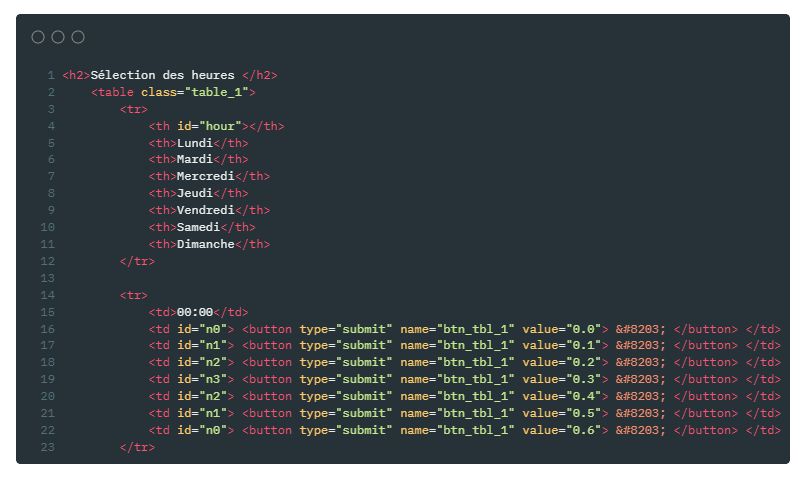 1 <h2>Sélection des heures </h2>
2     <table class="table_1">
3         <tr>
4             <th id="hour"></th>
5             <th>Lundi</th>
6             <th>Mardi</th>
7             <th>Mercredi</th>
8             <th>Jeudi</th>
9             <th>Vendredi</th>
10             <th>Samedi</th>
11             <th>Dimanche</th>
12         </tr>
13
14         <tr>
15             <td>00:00</td>
16             <td id="n0"> <button type="submit" name="btn_tbl_1" value="0.0"> &#8203; </button> </td>
17             <td id="n1"> <button type="submit" name="btn_tbl_1" value="0.1"> &#8203; </button> </td>
18             <td id="n2"> <button type="submit" name="btn_tbl_1" value="0.2"> &#8203; </button> </td>
19             <td id="n3"> <button type="submit" name="btn_tbl_1" value="0.3"> &#8203; </button> </td>
20             <td id="n2"> <button type="submit" name="btn_tbl_1" value="0.4"> &#8203; </button> </td>
21             <td id="n1"> <button type="submit" name="btn_tbl_1" value="0.5"> &#8203; </button> </td>
22             <td id="n0"> <button type="submit" name="btn_tbl_1" value="0.6"> &#8203; </button> </td>
23         </tr>